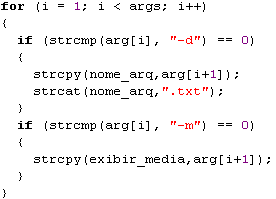 for (i = 1; i < args; i++)
{
  if (strcmp(arg[i], "-d") == 0)
  {
    strcpy(nome_arq,arg[i+1]);
    strcat(nome_arq,".txt");
  }
  if (strcmp(arg[i], "-m") == 0)
  {
    strcpy(exibir_media,arg[i+1]);
  }
}